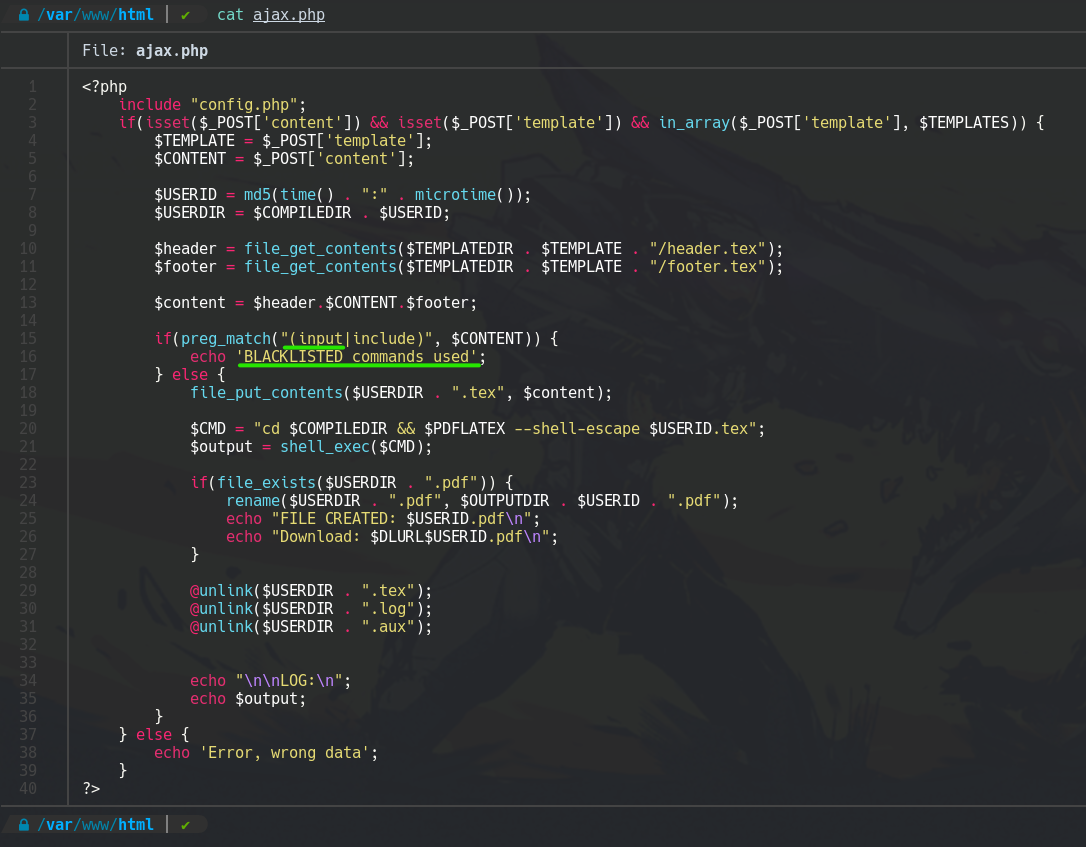 /var/www/html | ✔ cat ajax.php
File: ajax.php
1 <?php
2     include "config.php";
3     if(isset($_POST['content']) && isset($_POST['template']) && in_array($_POST['template'], $TEMPLATES)) {
4         $TEMPLATE = $_POST['template'];
5         $CONTENT = $_POST['content'];
6
7         $USERID = md5(time() . ":" . microtime());
8         $USERDIR = $COMPILEDIR . $USERID;
9
10         $header = file_get_contents($TEMPLATEDIR . $TEMPLATE . "/header.tex");
11         $footer = file_get_contents($TEMPLATEDIR . $TEMPLATE . "/footer.tex");
12
13         $content = $header.$CONTENT.$footer;
14
15         if(preg_match("(input|include)", $CONTENT)) {
16             echo 'BLACKLISTED commands used';
17         } else {
18             file_put_contents($USERDIR . ".tex", $content);
19
20             $CMD = "cd $COMPILEDIR && $PDFLATEX --shell-escape $USERID.tex";
21             $output = shell_exec($CMD);
22
23             if(file_exists($USERDIR . ".pdf")) {
24                 rename($USERDIR . ".pdf", $OUTPUTDIR . $USERID . ".pdf");
25                 echo "FILE CREATED: $USERID.pdf\n";
26                 echo "Download: $DLURL$USERID.pdf\n";
27             }
28
29             @unlink($USERDIR . ".tex");
30             @unlink($USERDIR . ".log");
31             @unlink($USERDIR . ".aux");
32
33
34             echo "\n\nLOG:\n";
35             echo $output;
36         }
37     } else {
38         echo 'Error, wrong data';
39     }
40 ?>
/var/www/html | ✔